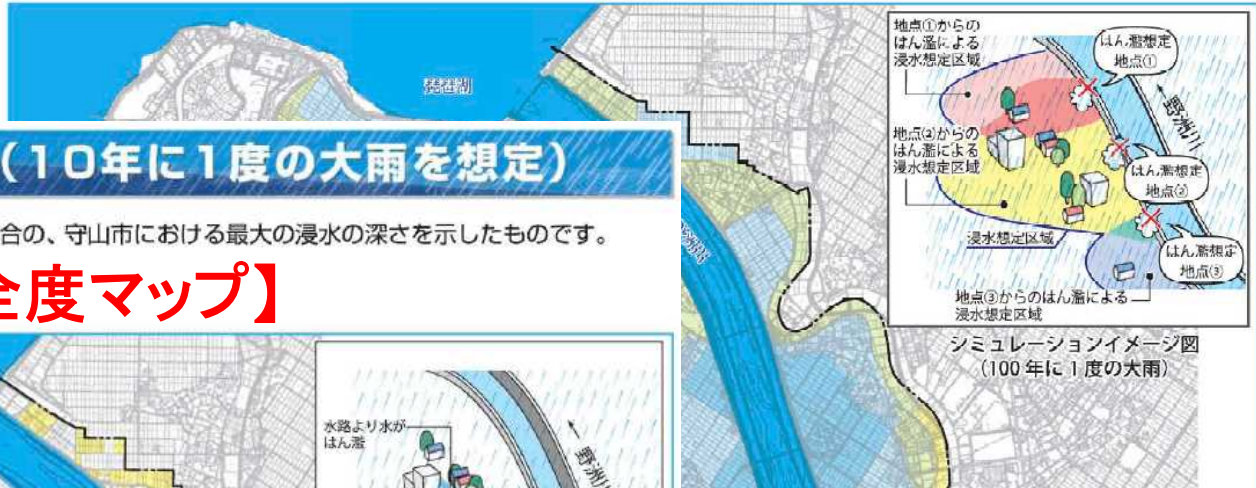 琵琶湖
(10年に1度の大雨を想定)
合の、守山市における最大の浸水の深さを示したものです。
全度マップ】
水路より水が
はん濫
野洲川
地点①からの
はん濫による
浸水想定区域
はん濫想定
地点①
野洲川
地点②からの
はん濫による
浸水想定区域
はん濫想定
地点②
浸水想定区域
はん濫想定
地点③
地点③からのはん濫による
浸水想定区域
シミュレーションイメージ図
(100年に1度の大雨)